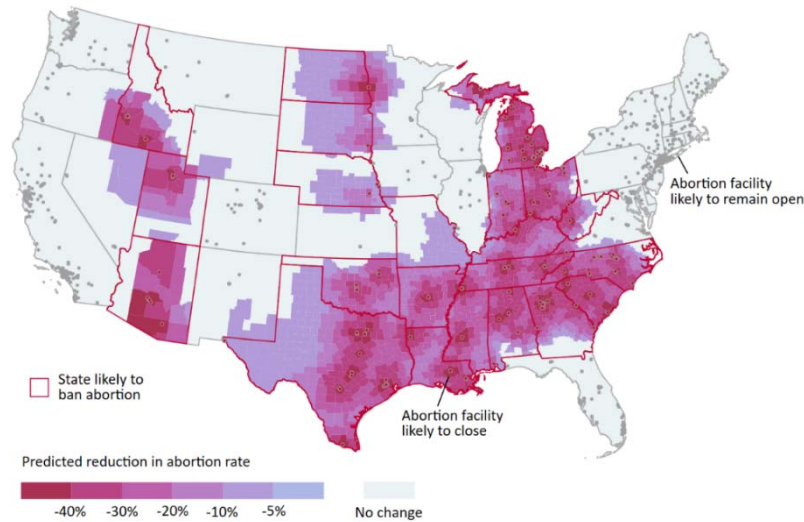 Abortion facility
likely to remain open
State likely to
ban abortion
Abortion facility
likely to close
Predicted reduction in abortion rate
-40% -30% -20% -10% -5% No change